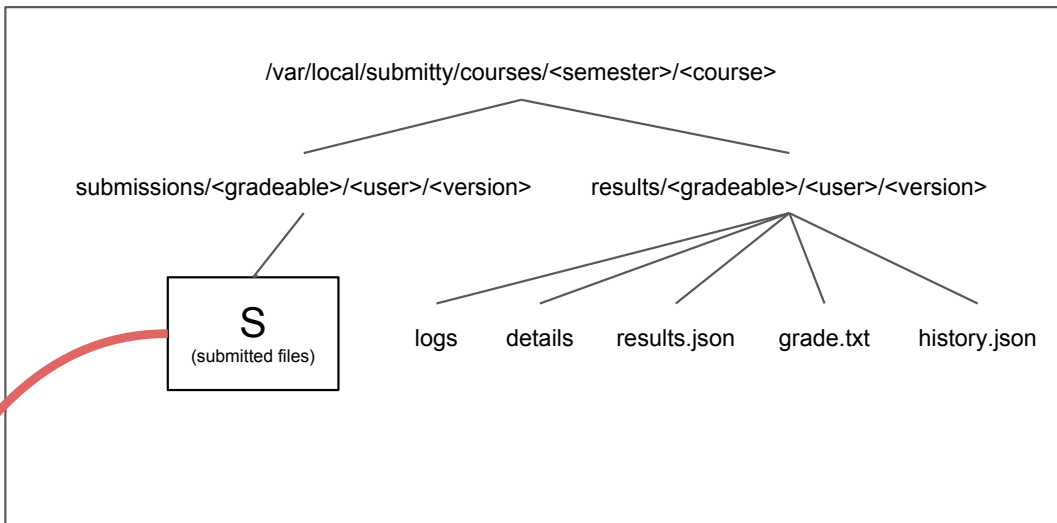 /var/local/submitty/courses/<semester>/<course>
submissions/<gradeable>/<user>/<version>
results/<gradeable>/<user>/<version>
S
(submitted files)
logs
details
results.json
grade.txt
history.json